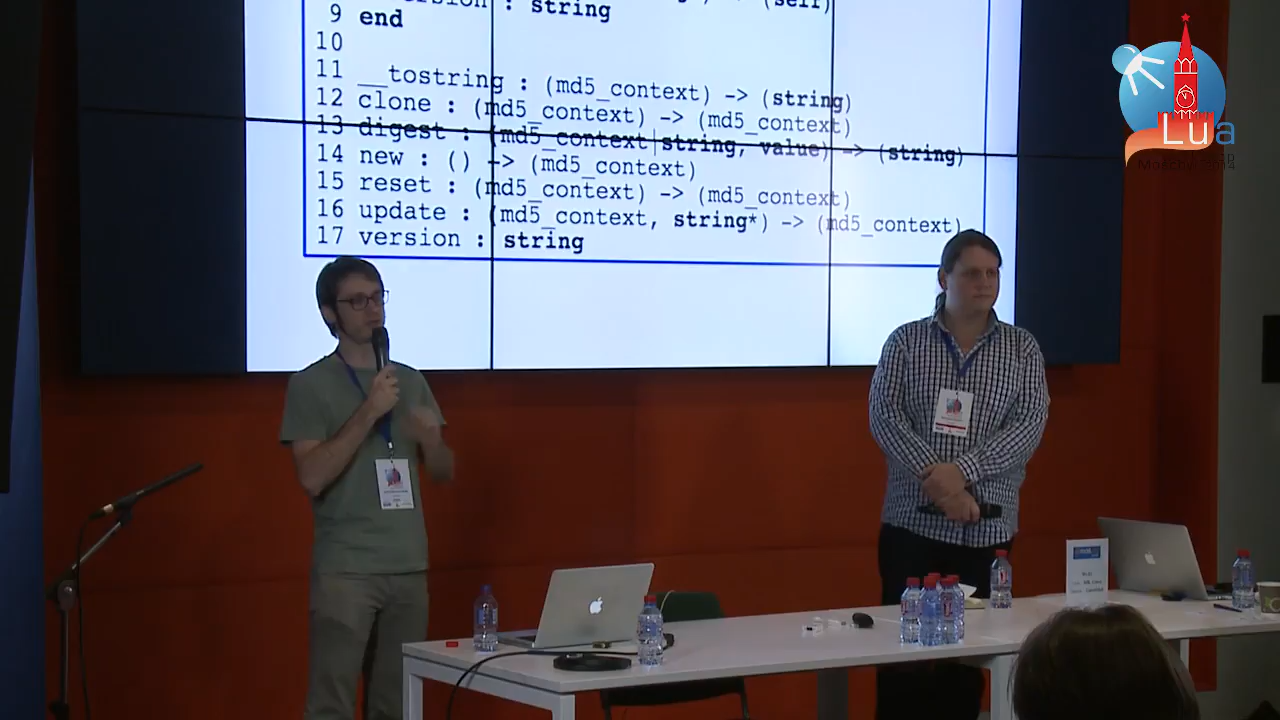 string
9 end
10
11 __tostring : (md5_context) -> (string)
12 clone : (md5_context) -> (md5_context)
13 digest : (md5_context|string, value) -> (string)
14 new : () -> (md5_context)
15 reset : (md5_context) -> (md5_context)
16 update : (md5_context, string*) -> (md5_context)
17 version : string
Lua